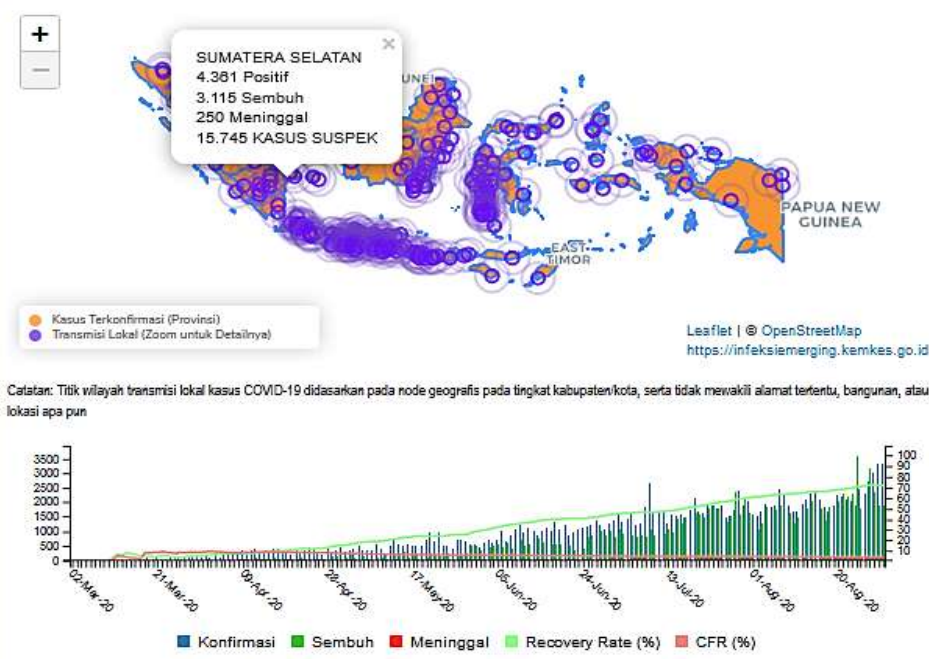 +
−
×
SUMATERA SELATAN
4.361 Positif
3.115 Sembuh
250 Meninggal
15.745 KASUS SUSPEK
UNEI
PAPUA NEW
GUINEA
EAST
TIMOR
Kasus Terkonfirmasi (Provinsi)
Transmisi Lokal (Zoom untuk Detailnya)
Leaflet | © OpenStreetMap
https://infeksiemerging.kemkes.go.id
Catatan: Titik wilayah transmisi lokal kasus COVID-19 didasarkan pada node geografis pada tingkat kabupaten/kota, serta tidak mewakili alamat tertentu, bangunan, atau
lokasi apa pun
3500
3000
2500
2000
1500
1000
500
0
100
90
80
70
60
50
40
30
20
10
02-Mar-20
21-Mar-20
09-Apr-20
28-Apr-20
17-May-20
05-Jun-20
24-Jun-20
13-Jul-20
01-Aug-20
20-Aug-20
Konfirmasi
Sembuh
Meninggal
Recovery Rate (%)
CFR (%)